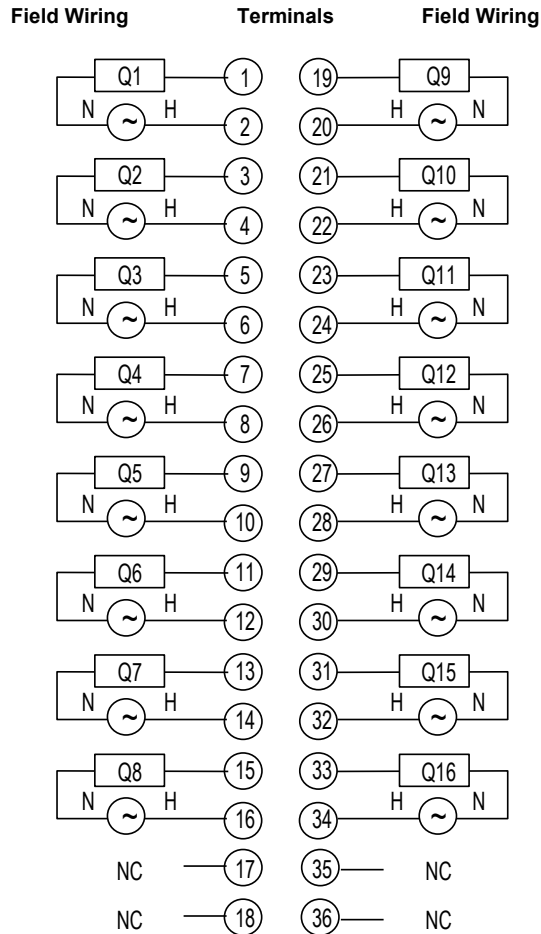 Field Wiring Terminals Field Wiring
Q1 1 19 Q9
N ~ H 2 20 H ~ N
Q2 3 21 Q10
N ~ H 4 22 H ~ N
Q3 5 23 Q11
N ~ H 6 24 H ~ N
Q4 7 25 Q12
N ~ H 8 26 H ~ N
Q5 9 27 Q13
N ~ H 10 28 H ~ N
Q6 11 29 Q14
N ~ H 12 30 H ~ N
Q7 13 31 Q15
N ~ H 14 32 H ~ N
Q8 15 33 Q16
N ~ H 16 34 H ~ N
NC 17 35 NC
NC 18 36 NC